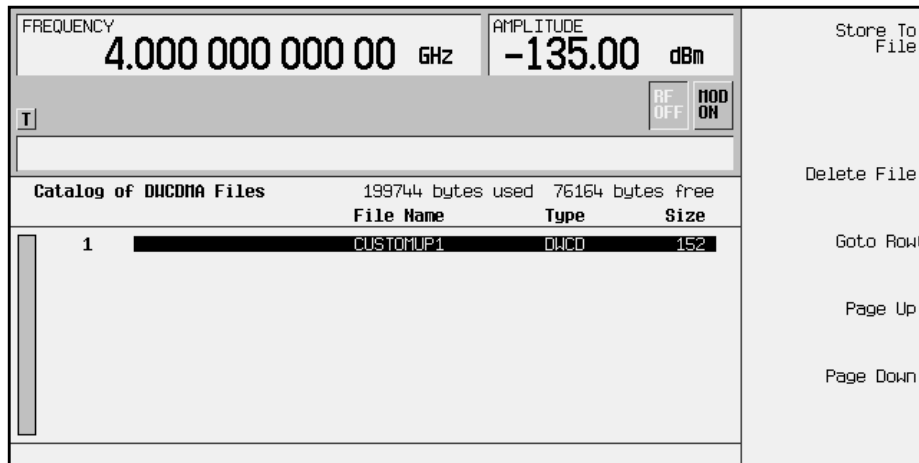 FREQUENCY
4.000 000 000 00 GHz
AMPLITUDE
-135.00 dBm
RF OFF
MOD ON
T
Catalog of DWCDMA Files 199744 bytes used 76164 bytes free
File Name Type Size
1 CUSTOMUP1 DWCD 152
Store To
File
Delete File
Goto Row
Page Up
Page Down